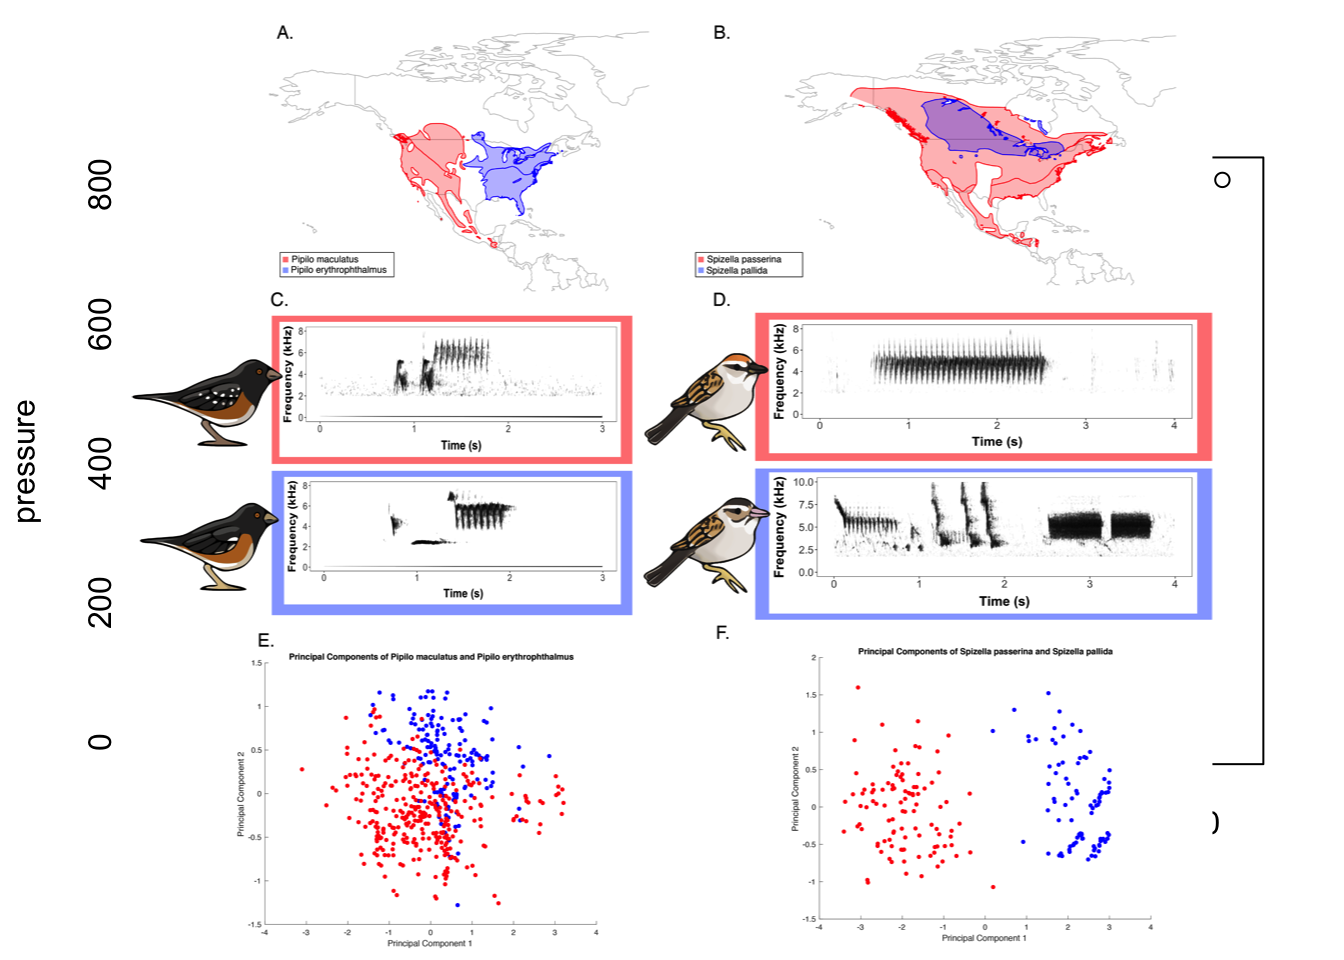 A.
B.
Pipilo maculatus
Pipilo erythrophthalmus
Spizella passerina
Spizella pallida
C.
D.
Frequency (kHz)
8
6
4
2
0
0 1 2 3
Time (s)
Frequency (kHz)
8
6
4
2
0
0 1 2 3 4
Time (s)
Frequency (kHz)
8
6
4
2
0
0 1 2 3
Time (s)
Frequency (kHz)
10.0
7.5
5.0
2.5
0.0
0 1 2 3 4
Time (s)
pressure
800
600
400
200
0
E.
Principal Components of Pipilo maculatus and Pipilo erythrophthalmus
Principal Component 2
1.5
1
0.5
0
-0.5
-1
-1.5
-4 -3 -2 -1 0 1 2 3 4
Principal Component 1
F.
Principal Components of Spizella passerina and Spizella pallida
Principal Component 2
2
1.5
1
0.5
0
-0.5
-1
-1.5
-4 -3 -2 -1 0 1 2 3 4
Principal Component 1